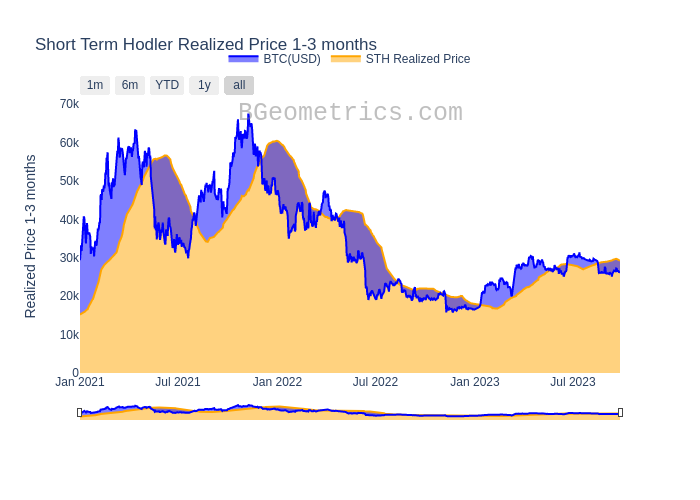 Short Term Hodler Realized Price 1-3 months
BTC(USD) STH Realized Price
1m 6m YTD 1y all
BGeometrics.com
Realized Price 1-3 months
70k
60k
50k
40k
30k
20k
10k
0
Jan 2021 Jul 2021 Jan 2022 Jul 2022 Jan 2023 Jul 2023